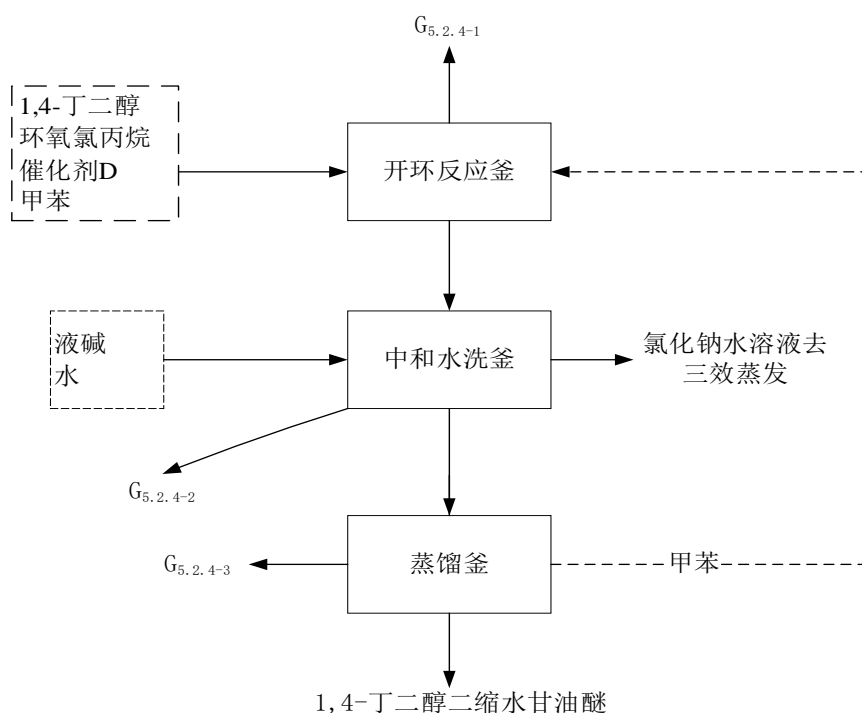 G5.2.4-1
1,4-丁二醇
环氧氯丙烷
催化剂D
甲苯
开环反应釜
液碱
水
中和水洗釜
氯化钠水溶液去
三效蒸发
G5.2.4-2
G5.2.4-3
蒸馏釜
甲苯
1,4-丁二醇二缩水甘油醚